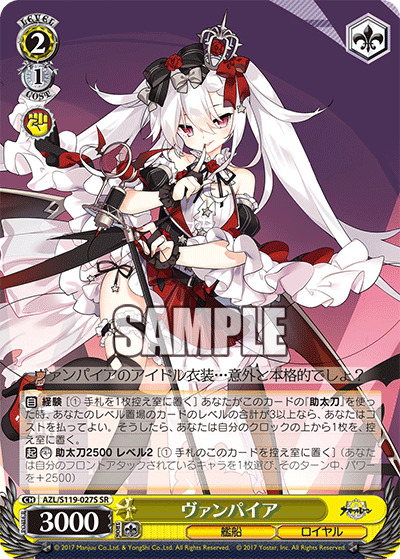 LEVEL
2
1
COST
SAMPLE
ヴァンパイアのアイドル衣装…意外と本格的でしょ？
自 経験 [① 手札を1枚控え室に置く] あなたがこのカードの『助太刀』を使った時、あなたのレベル置場のカードのレベルの合計が3以上なら、あなたはコストを払ってよい。そうしたら、あなたは自分のクロックの上から1枚を、控え室に置く。
起 助太刀2500 レベル2 [① 手札のこのカードを控え室に置く] （あなたは自分のフロントアタックされているキャラを1枚選び、そのターン中、パワーを+2500）
CH AZL/S119-027S SR
ヴァンパイア
3000
POWER
艦船
ロイヤル
© 2017 Manjuu Co.,Ltd. & YongShi Co.,Ltd. All Rights Reserved. © 2017 Yostar, Inc. All Rights Reserved.